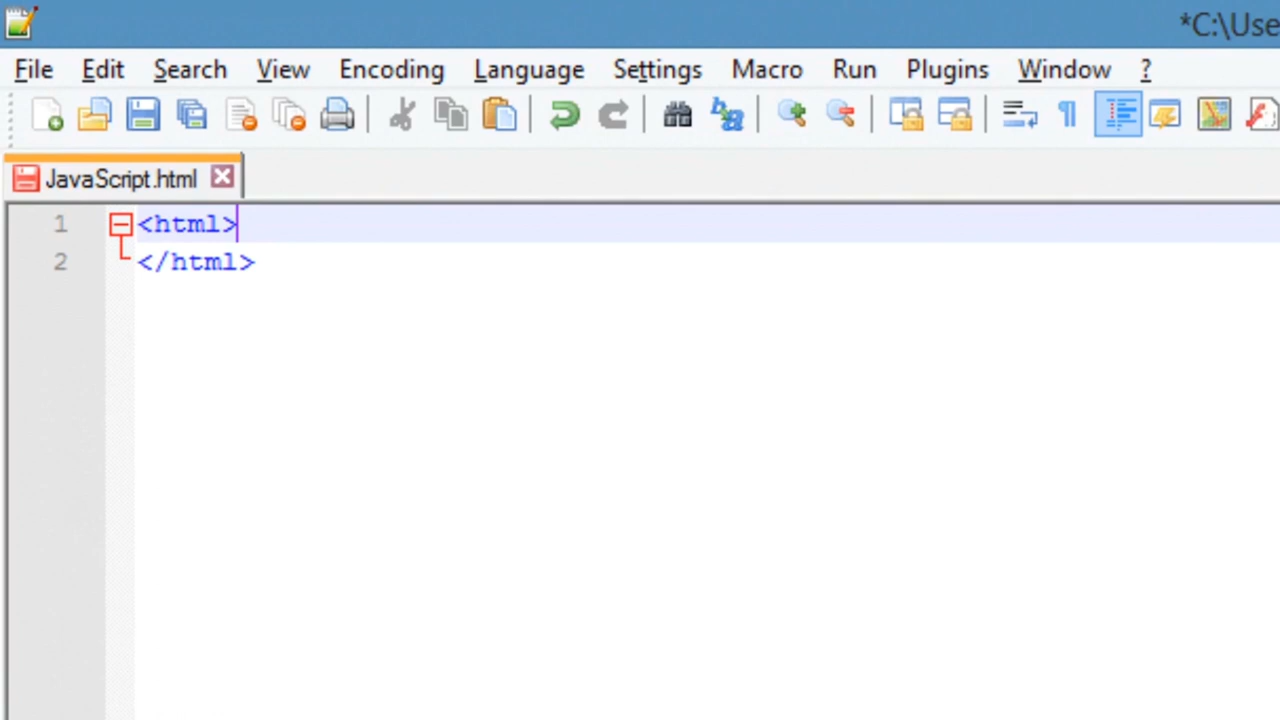 *C:\Use
File Edit Search View Encoding Language Settings Macro Run Plugins Window ?
JavaScript.html
1 <html>
2 </html>